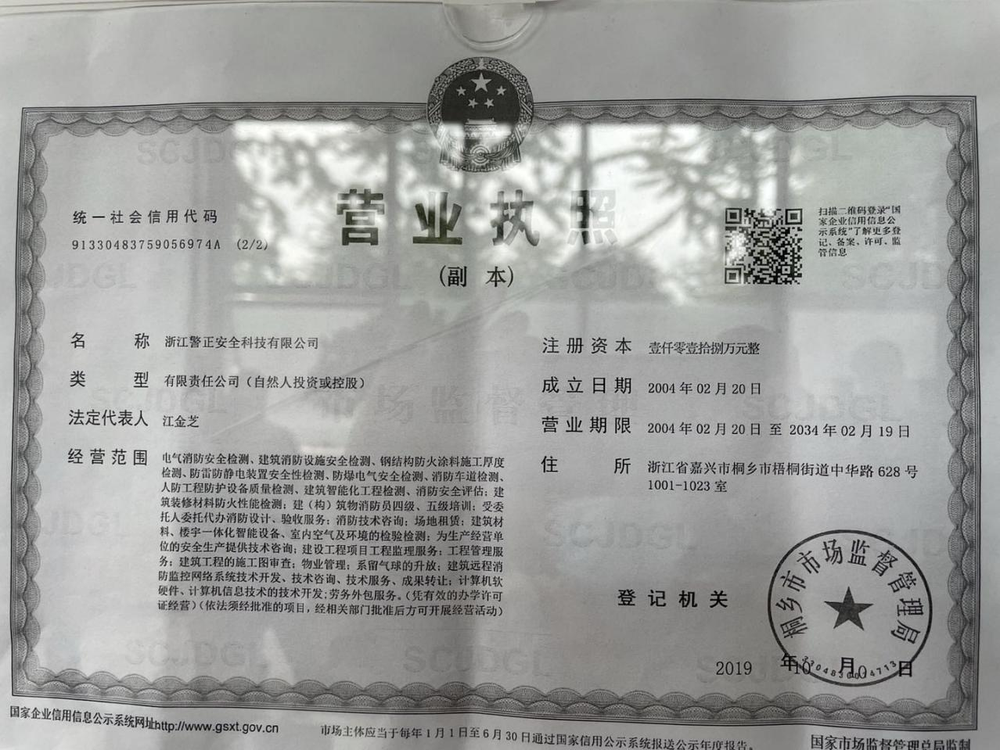 营业执照
（副 本）
统一社会信用代码
91330483759056974A (2/2)
扫描二维码登录“国
家企业信用信息公
示系统”了解更多登
记、备案、许可、监
管信息
名 称 浙江警正安全科技有限公司
类 型 有限责任公司（自然人投资或控股）
法定代表人 江金芝
经营范围 电气消防安全检测、建筑消防设施安全检测、钢结构防火涂料施工厚度
检测、防雷防静电装置安全性检测、防爆电气安全检测、消防车道检测、
人防工程防护设备质量检测、建筑智能化工程检测、消防安全评估；建
筑装修材料防火性能检测；建（构）筑物消防员四级、五级培训；受委
托人委托代办消防设计、验收服务；消防技术咨询；场地租赁；建筑材
料、楼宇一体化智能设备、室内空气及环境的检验检测；为生产经营单
位的安全生产提供技术咨询；建设工程项目工程监理服务；工程管理服
务；建筑工程的施工图审查；物业管理；系留气球的升放；建筑远程消
防监控网络系统技术开发、技术咨询、技术服务、成果转让；计算机软
硬件、计算机信息技术的技术开发；劳务外包服务。（凭有效的办学许可
证经营）（依法须经批准的项目，经相关部门批准后方可开展经营活动）
注册资本 壹仟零壹拾捌万元整
成立日期 2004年02月20日
营业期限 2004年02月20日 至 2034年02月19日
住 所 浙江省嘉兴市桐乡市梧桐街道中华路628号
1001-1023室
登记机关
桐乡市市场监督管理局
2019 年10 月 日
国家企业信用信息公示系统网址http://www.gsxt.gov.cn
市场主体应当于每年1月1日至6月30日通过国家信用公示系统报送公示年度报告。
国家市场监督管理总局监制
SCJDGL